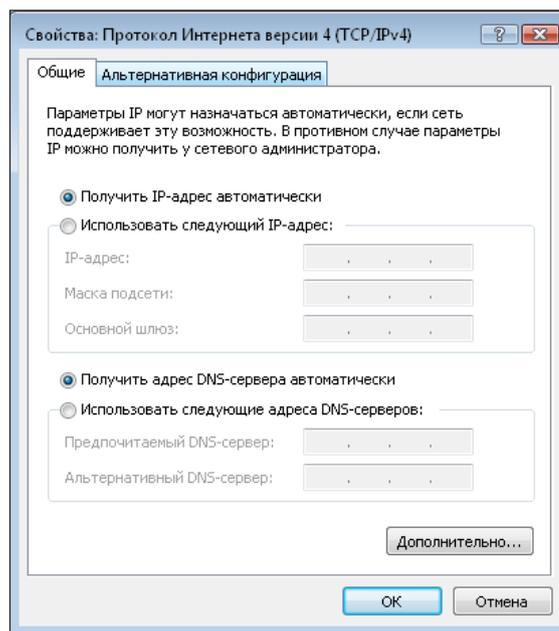 Свойства: Протокол Интернета версии 4 (TCP/IPv4)
Общие
Альтернативная конфигурация
Параметры IP могут назначаться автоматически, если сеть
поддерживает эту возможность. В противном случае параметры
IP можно получить у сетевого администратора.
Получить IP-адрес автоматически
Использовать следующий IP-адрес:
IP-адрес:
Маска подсети:
Основной шлюз:
Получить адрес DNS-сервера автоматически
Использовать следующие адреса DNS-серверов:
Предпочитаемый DNS-сервер:
Альтернативный DNS-сервер:
Дополнительно...
ОК
Отмена